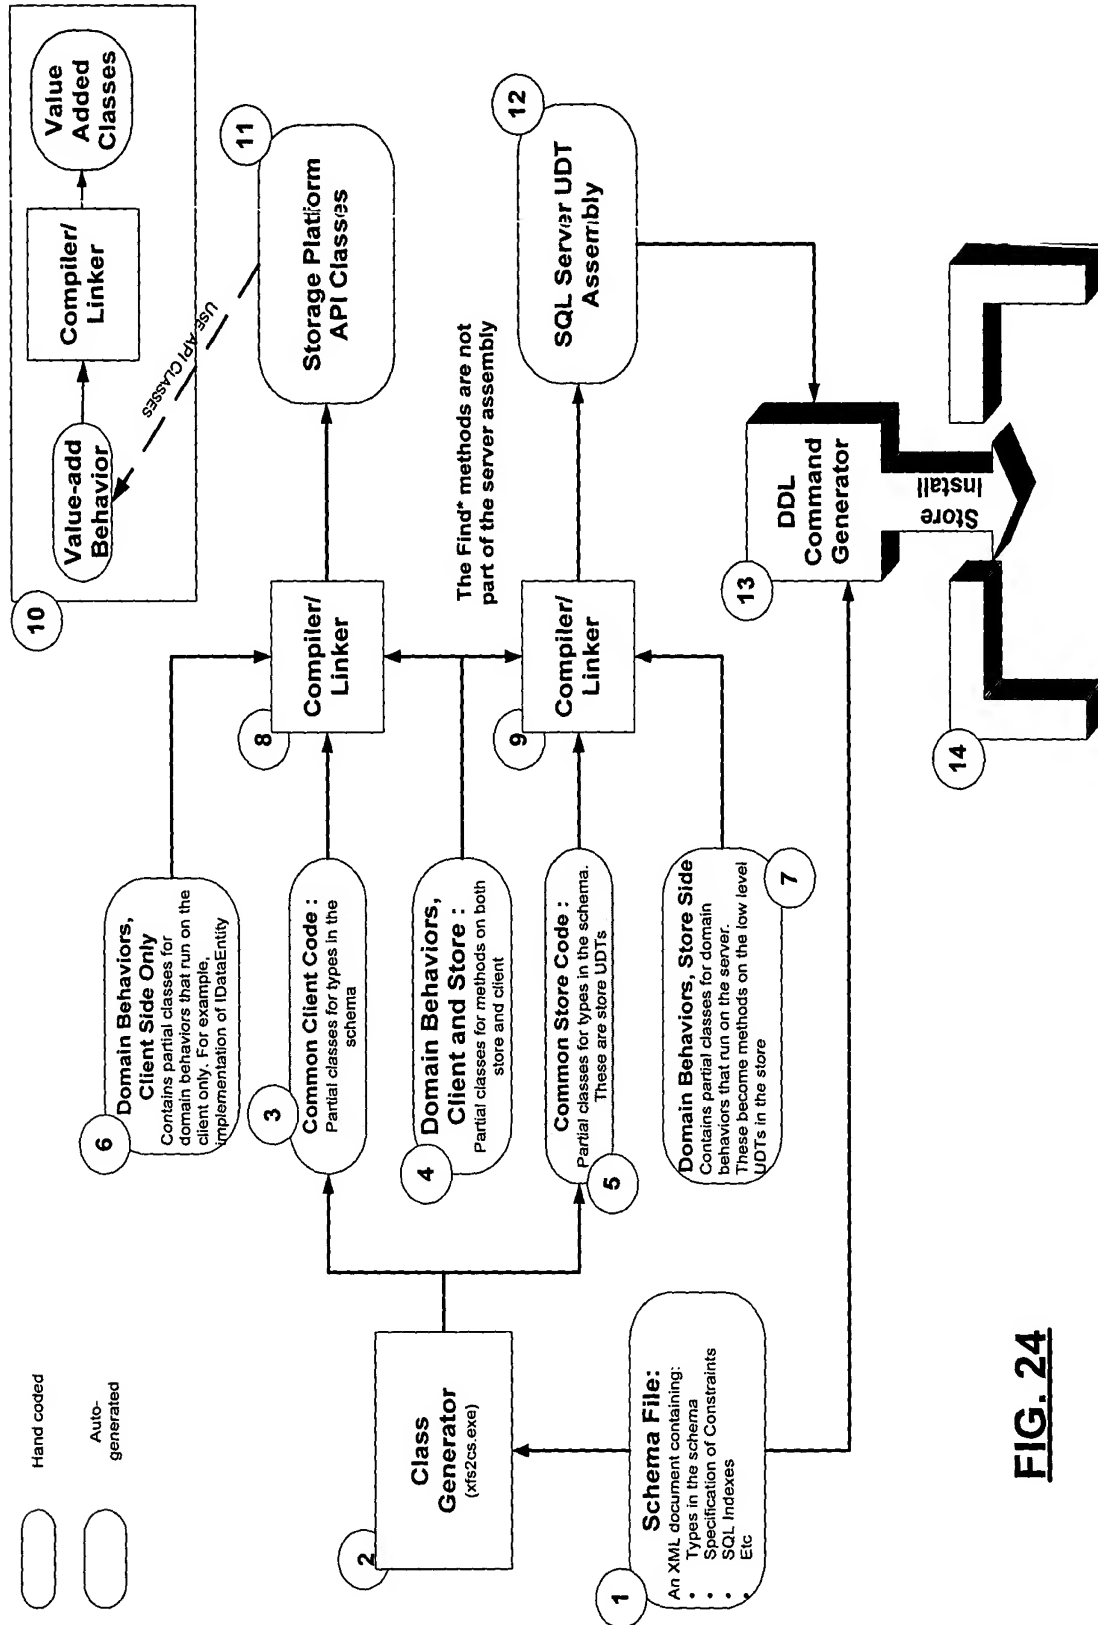 Hand coded
Auto-
generated
1
Schema File:
An XML document containing:
• Types in the schema
• Specification of Constraints
• SQL Indexes
• Etc
2
Class
Generator
(xfs2cs.exe)
6
Domain Behaviors,
Client Side Only
Contains partial classes for
domain behaviors that run on the
client only. For example,
implementation of IDataEntity
3
Common Client Code :
Partial classes for types in the
schema
4
Domain Behaviors,
Client and Store :
Partial classes for methods on both
store and client
5
Common Store Code :
Partial classes for types in the schema.
These are store UDTs
7
Domain Behaviors, Store Side
Contains partial classes for domain
behaviors that run on the server.
These become methods on the low level
UDTs in the store
8
Compiler/
Linker
9
Compiler/
Linker
The Find* methods are not
part of the server assembly
10
Value-add
Behavior
Compiler/
Linker
Value
Added
Classes
USE API CLASSES
11
Storage Platform
API Classes
12
SQL Server UDT
Assembly
13
DDL
Command
Generator
Store
Install
14
FIG. 24